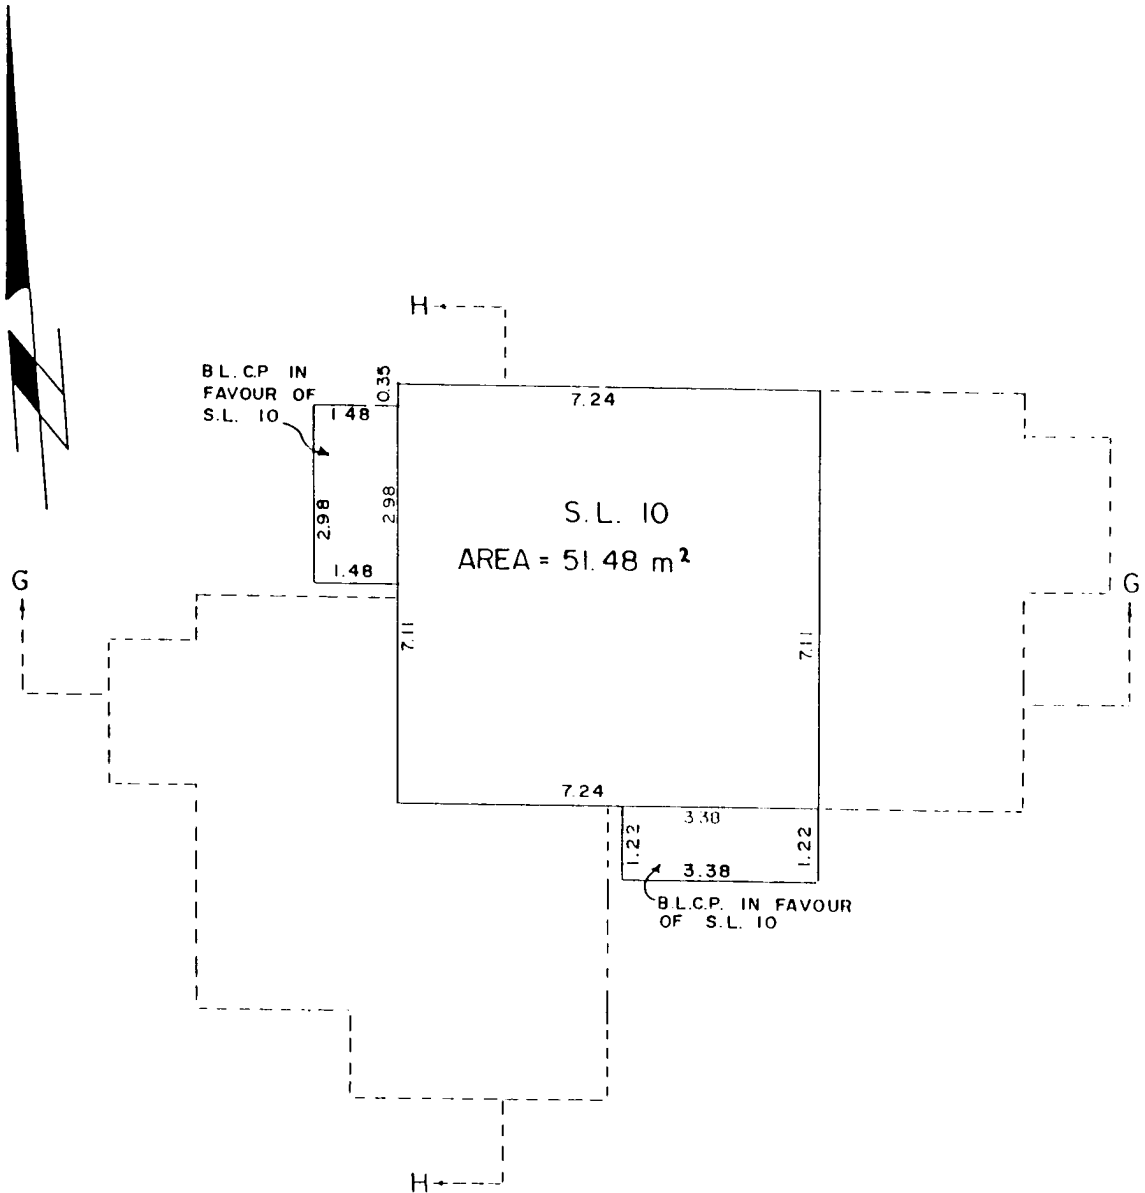 H
B.L.C.P IN
FAVOUR OF
S.L. 10
0.35
7.24
1.48
2.98
2.98
S.L. 10
AREA = 51.48 m²
1.48
G
G
7.11
7.11
7.24
3.38
1.22
1.22
3.38
B.L.C.P. IN FAVOUR
OF S.L. 10
H